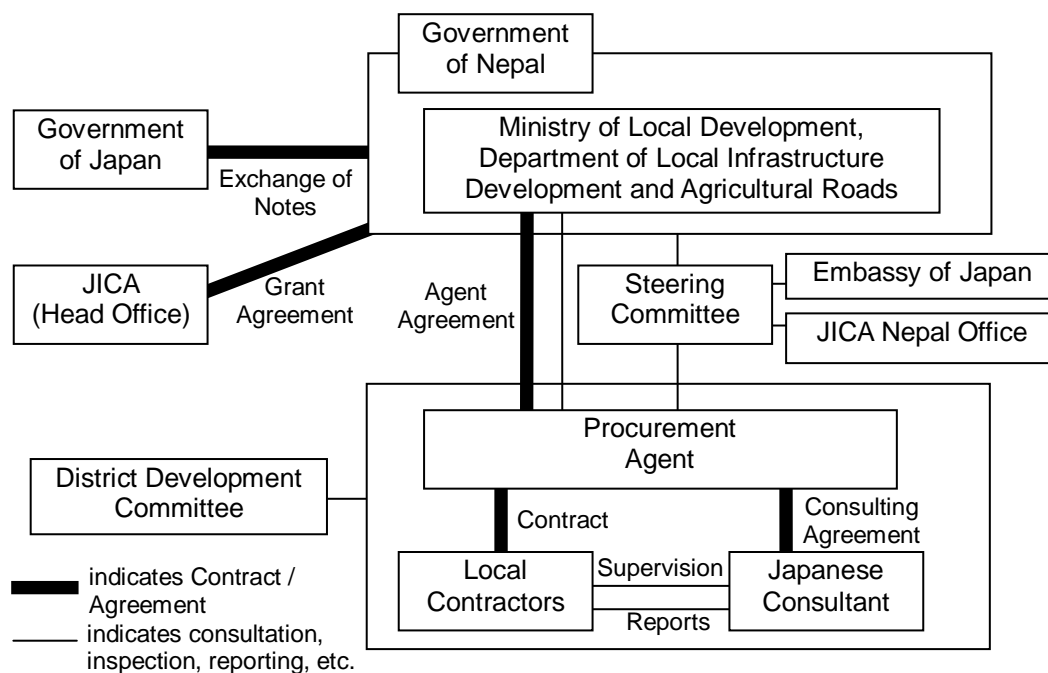 Government
of Nepal
Government
of Japan
Ministry of Local Development,
Department of Local Infrastructure
Development and Agricultural Roads
Exchange of
Notes
JICA
(Head Office)
Grant
Agreement
Agent
Agreement
Steering
Committee
Embassy of Japan
JICA Nepal Office
Procurement
Agent
District Development
Committee
Contract
Consulting
Agreement
Local
Contractors
Supervision
Reports
Japanese
Consultant
indicates Contract /
Agreement
indicates consultation,
inspection, reporting, etc.